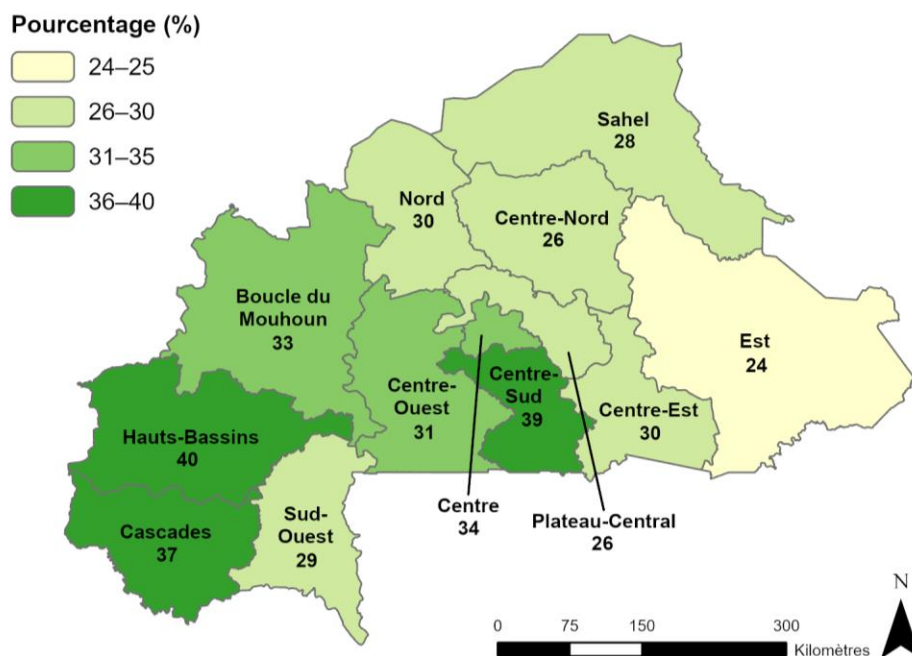 Pourcentage (%)
24–25
26–30
31–35
36–40
Sahel
28
Nord
30
Centre-Nord
26
Boucle du
Mouhoun
33
Est
24
Centre-
Ouest
31
Centre-
Sud
39
Centre-Est
30
Hauts-Bassins
40
Centre
34
Plateau-Central
26
Cascades
37
Sud-
Ouest
29
N
0 75 150 300
Kilomètres